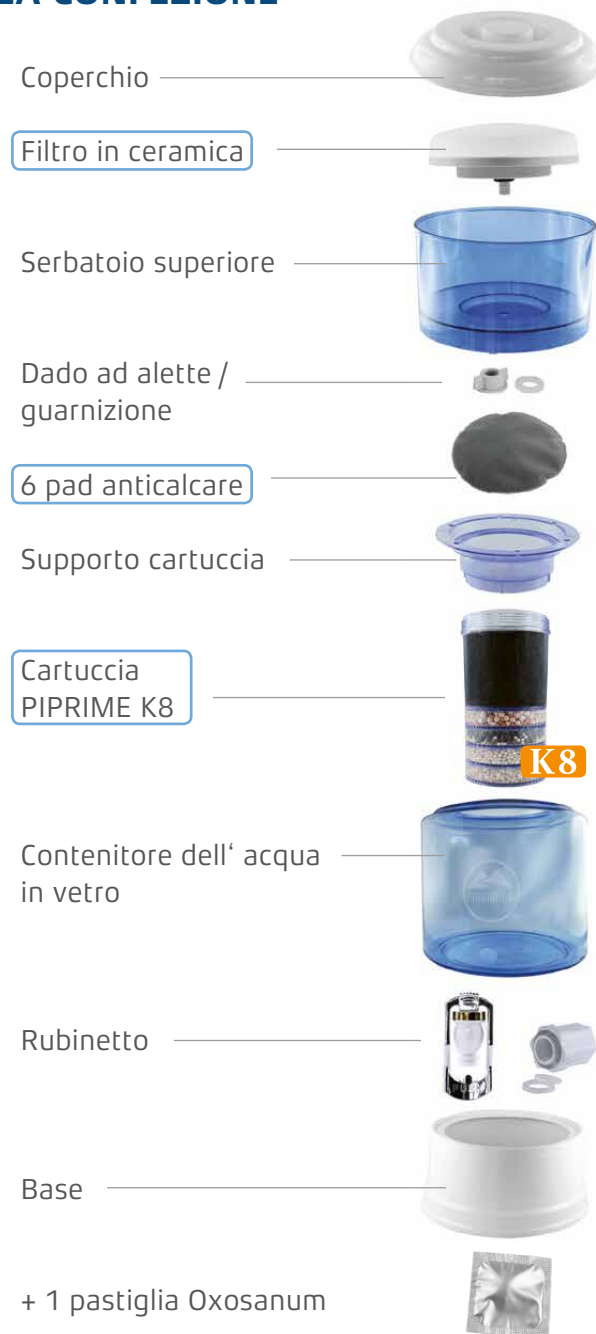 Coperchio
Filtro in ceramica
Serbatoio superiore
Dado ad alette /
guarnizione
6 pad anticalcare
Supporto cartuccia
Cartuccia
PIPRIME K8
K8
Contenitore dell‘ acqua
in vetro
Rubinetto
Base
+ 1 pastiglia Oxosanum